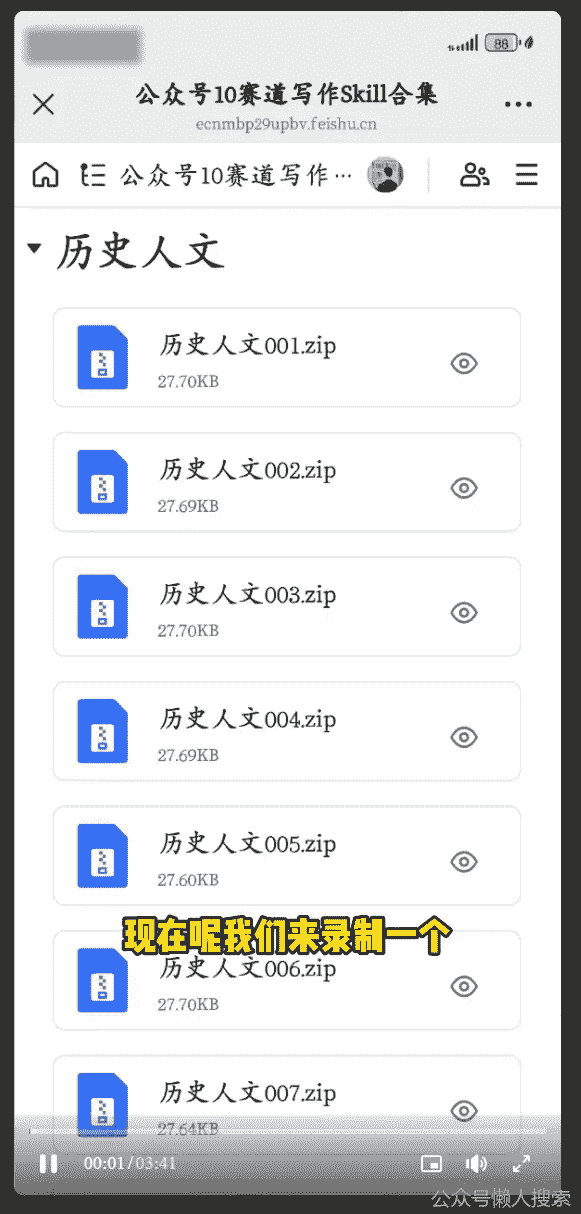 88
公众号10赛道写作Skill合集
ecnmbp29upbv.feishu.cn
公众号10赛道写作···
历史人文
历史人文001.zip
27.70KB
历史人文002.zip
27.69KB
历史人文003.zip
27.70KB
历史人文004.zip
27.69KB
历史人文005.zip
27.60KB
现在呢我们来录制一个
历史人文006.zip
27.70KB
历史人文007.zip
27.64KB
00:01/03:41
公众号懒人搜索